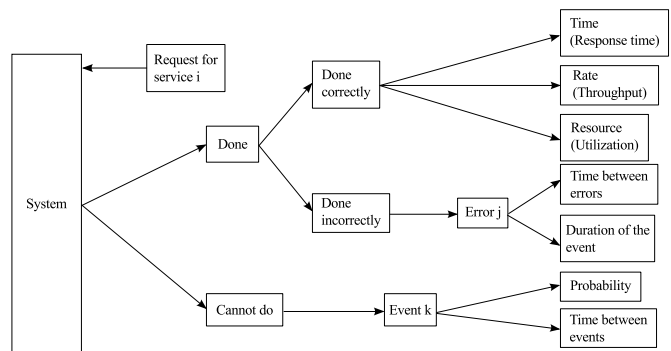 Time
(Response time)
Request for
service i
Done
correctly
Rate
(Throughput)
Done
Resource
(Utilization)
System
Done
incorrectly
Error j
Time between
errors
Duration of the
event
Cannot do
Event k
Probability
Time between
events